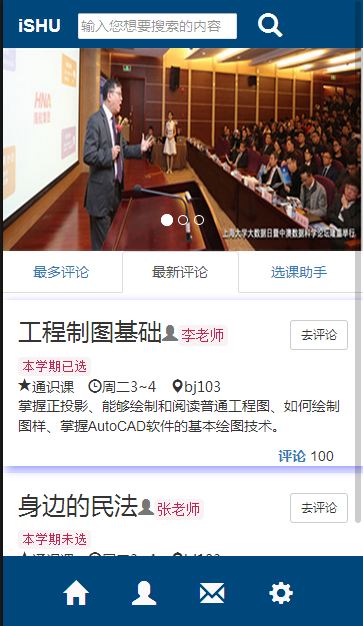 iSHU 输入您想要搜索的内容
HNA
上海大学大数据日暨中澳数据科学论坛隆重举行
最多评论 最新评论 选课助手
工程制图基础 李老师 去评论
本学期已选
通识课 周二3~4 bj103
掌握正投影、能够绘制和阅读普通工程图、如何绘制
图样、掌握AutoCAD软件的基本绘图技术。
评论 100
身边的民法 张老师 去评论
本学期未选